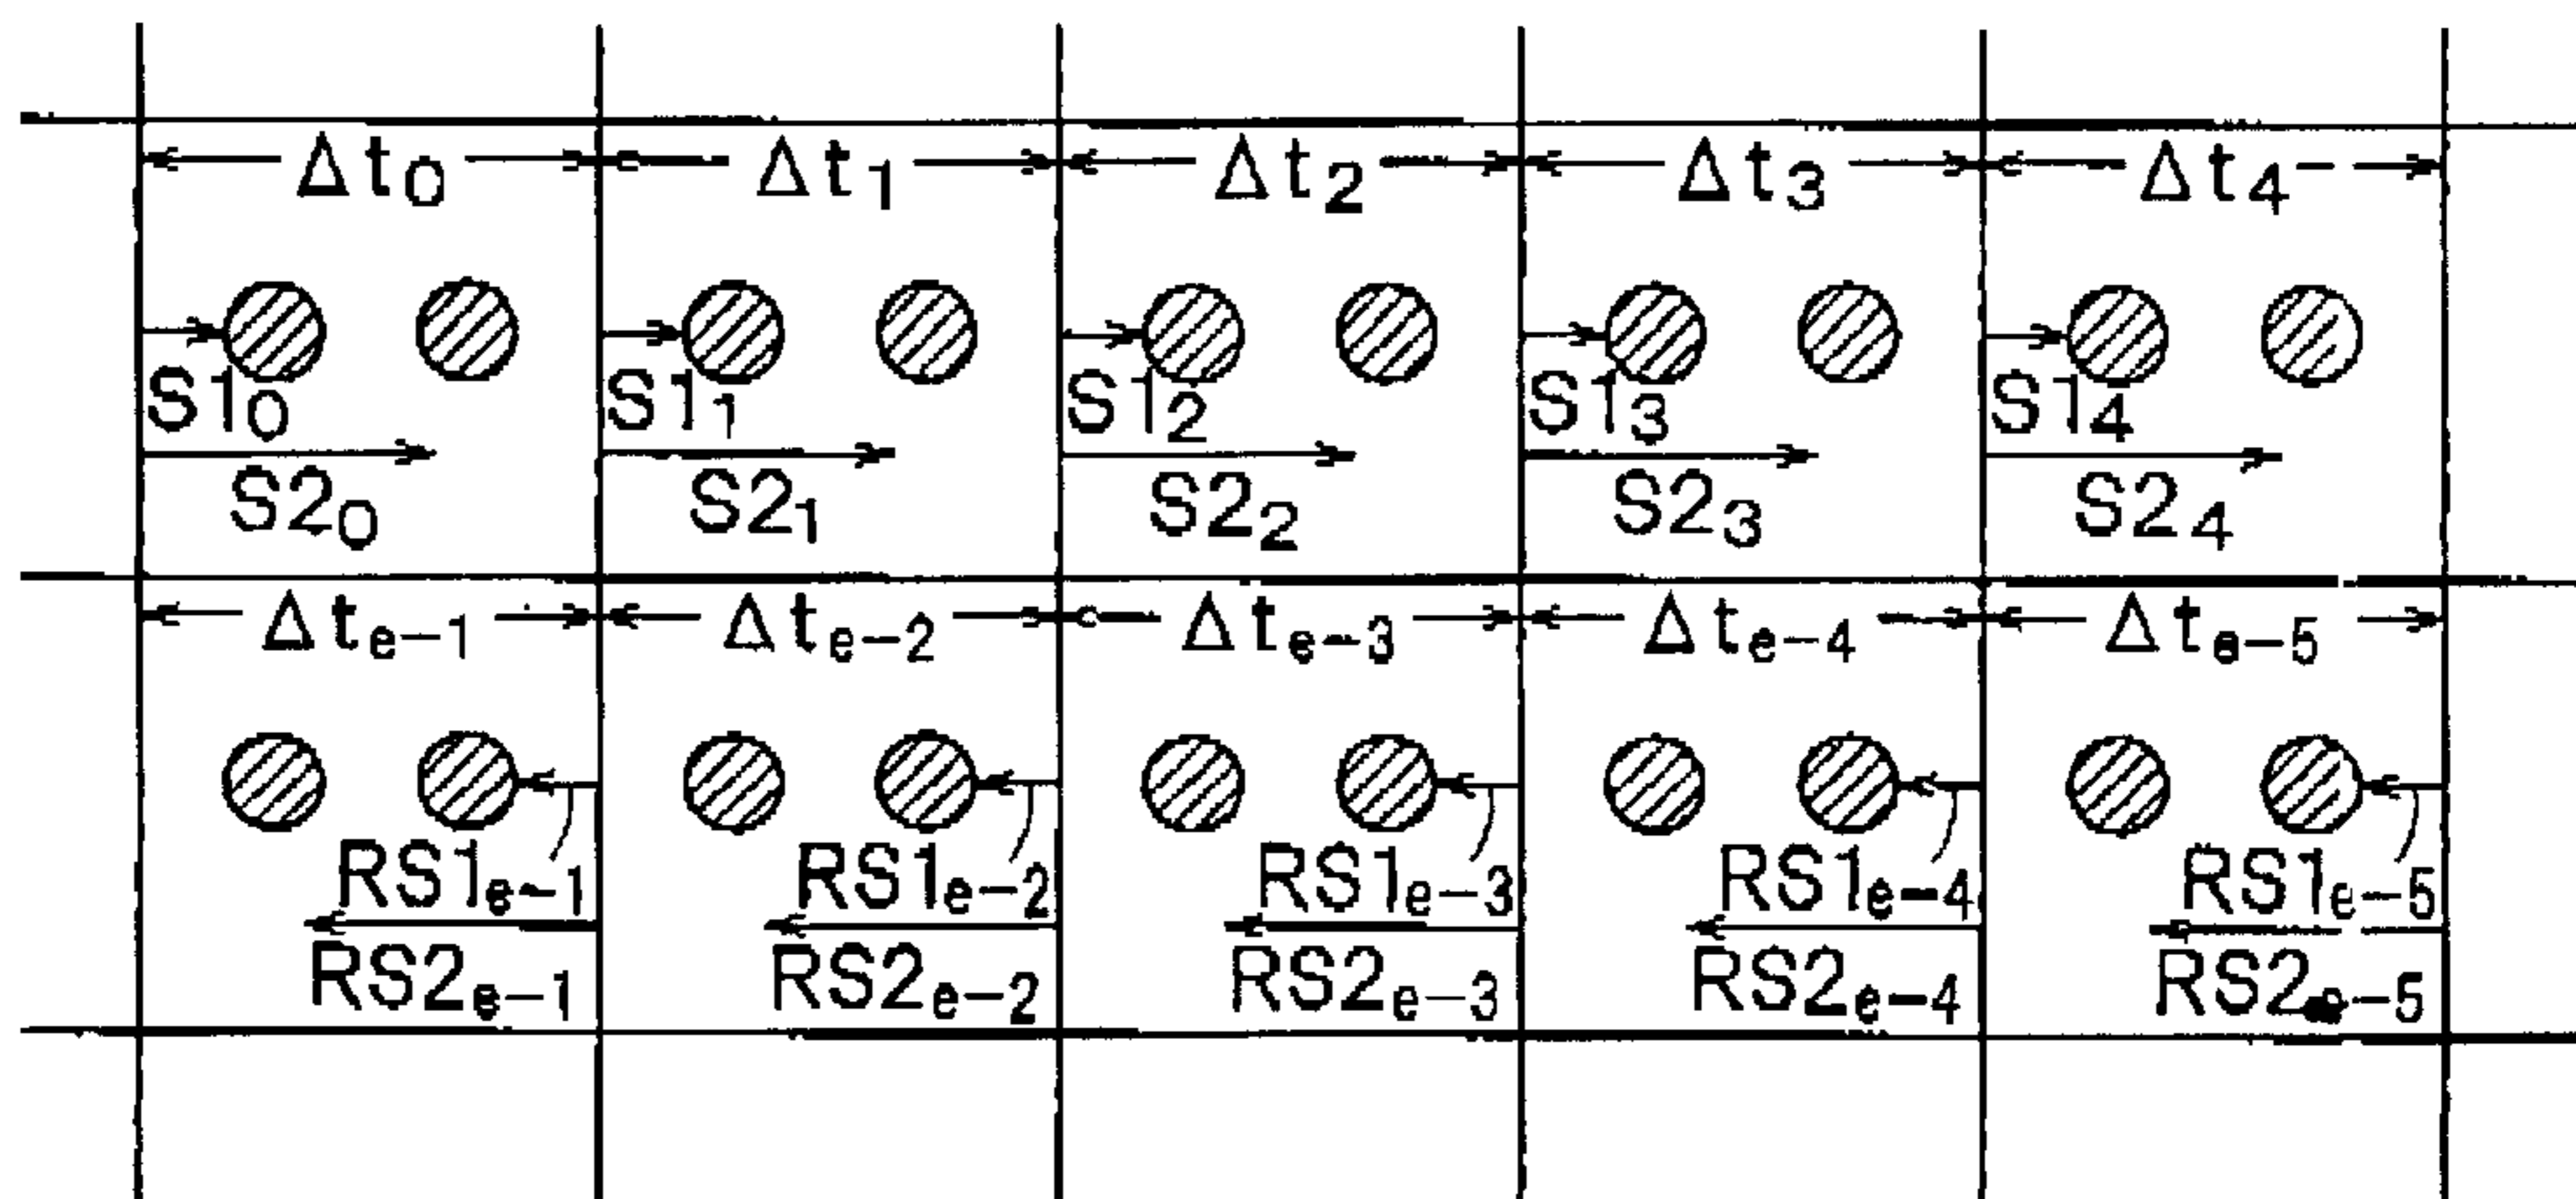 Δt0 Δt1 Δt2 Δt3 Δt4
S10 S11 S12 S13 S14
S20 S21 S22 S23 S24
Δte-1 Δte-2 Δte-3 Δte-4 Δte-5
RS1e-1 RS1e-2 RS1e-3 RS1e-4 RS1e-5
RS2e-1 RS2e-2 RS2e-3 RS2e-4 RS2e-5